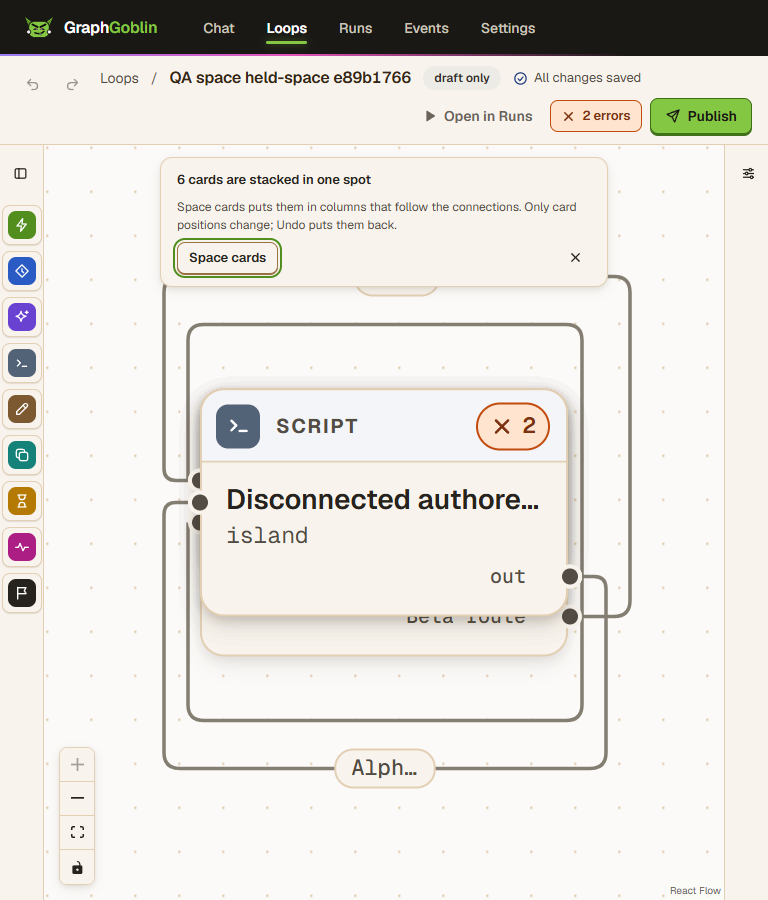 GraphGoblin
Chat
Loops
Runs
Events
Settings
Loops / QA space held-space e89b1766
draft only
All changes saved
Open in Runs
2 errors
Publish
6 cards are stacked in one spot
Space cards puts them in columns that follow the connections. Only card
positions change; Undo puts them back.
Space cards
SCRIPT
2
Disconnected authore...
island
out
Beta route
Alph...
React Flow